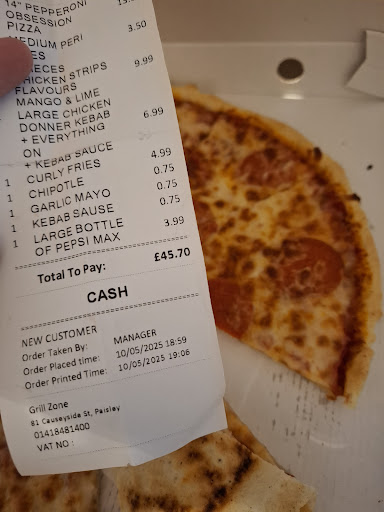 14" PEPPERONI
OBSESSION
PIZZA
MEDIUM PERI 3.50
PIECES
CHICKEN STRIPS 9.99
FLAVOURS
MANGO & LIME
LARGE CHICKEN
DONNER KEBAB 6.99
+ EVERYTHING
ON
+ KEBAB SAUCE
1 CURLY FRIES 4.99
1 CHIPOTLE 0.75
1 GARLIC MAYO 0.75
1 KEBAB SAUSE 0.75
1 LARGE BOTTLE 3.99
OF PEPSI MAX
Total To Pay: £45.70
CASH
NEW CUSTOMER
Order Taken By: MANAGER
Order Placed time: 10/05/2025 18:59
Order Printed Time: 10/05/2025 19:06
Grill Zone
81 Causeyside St, Paisley
01418481400
VAT NO :